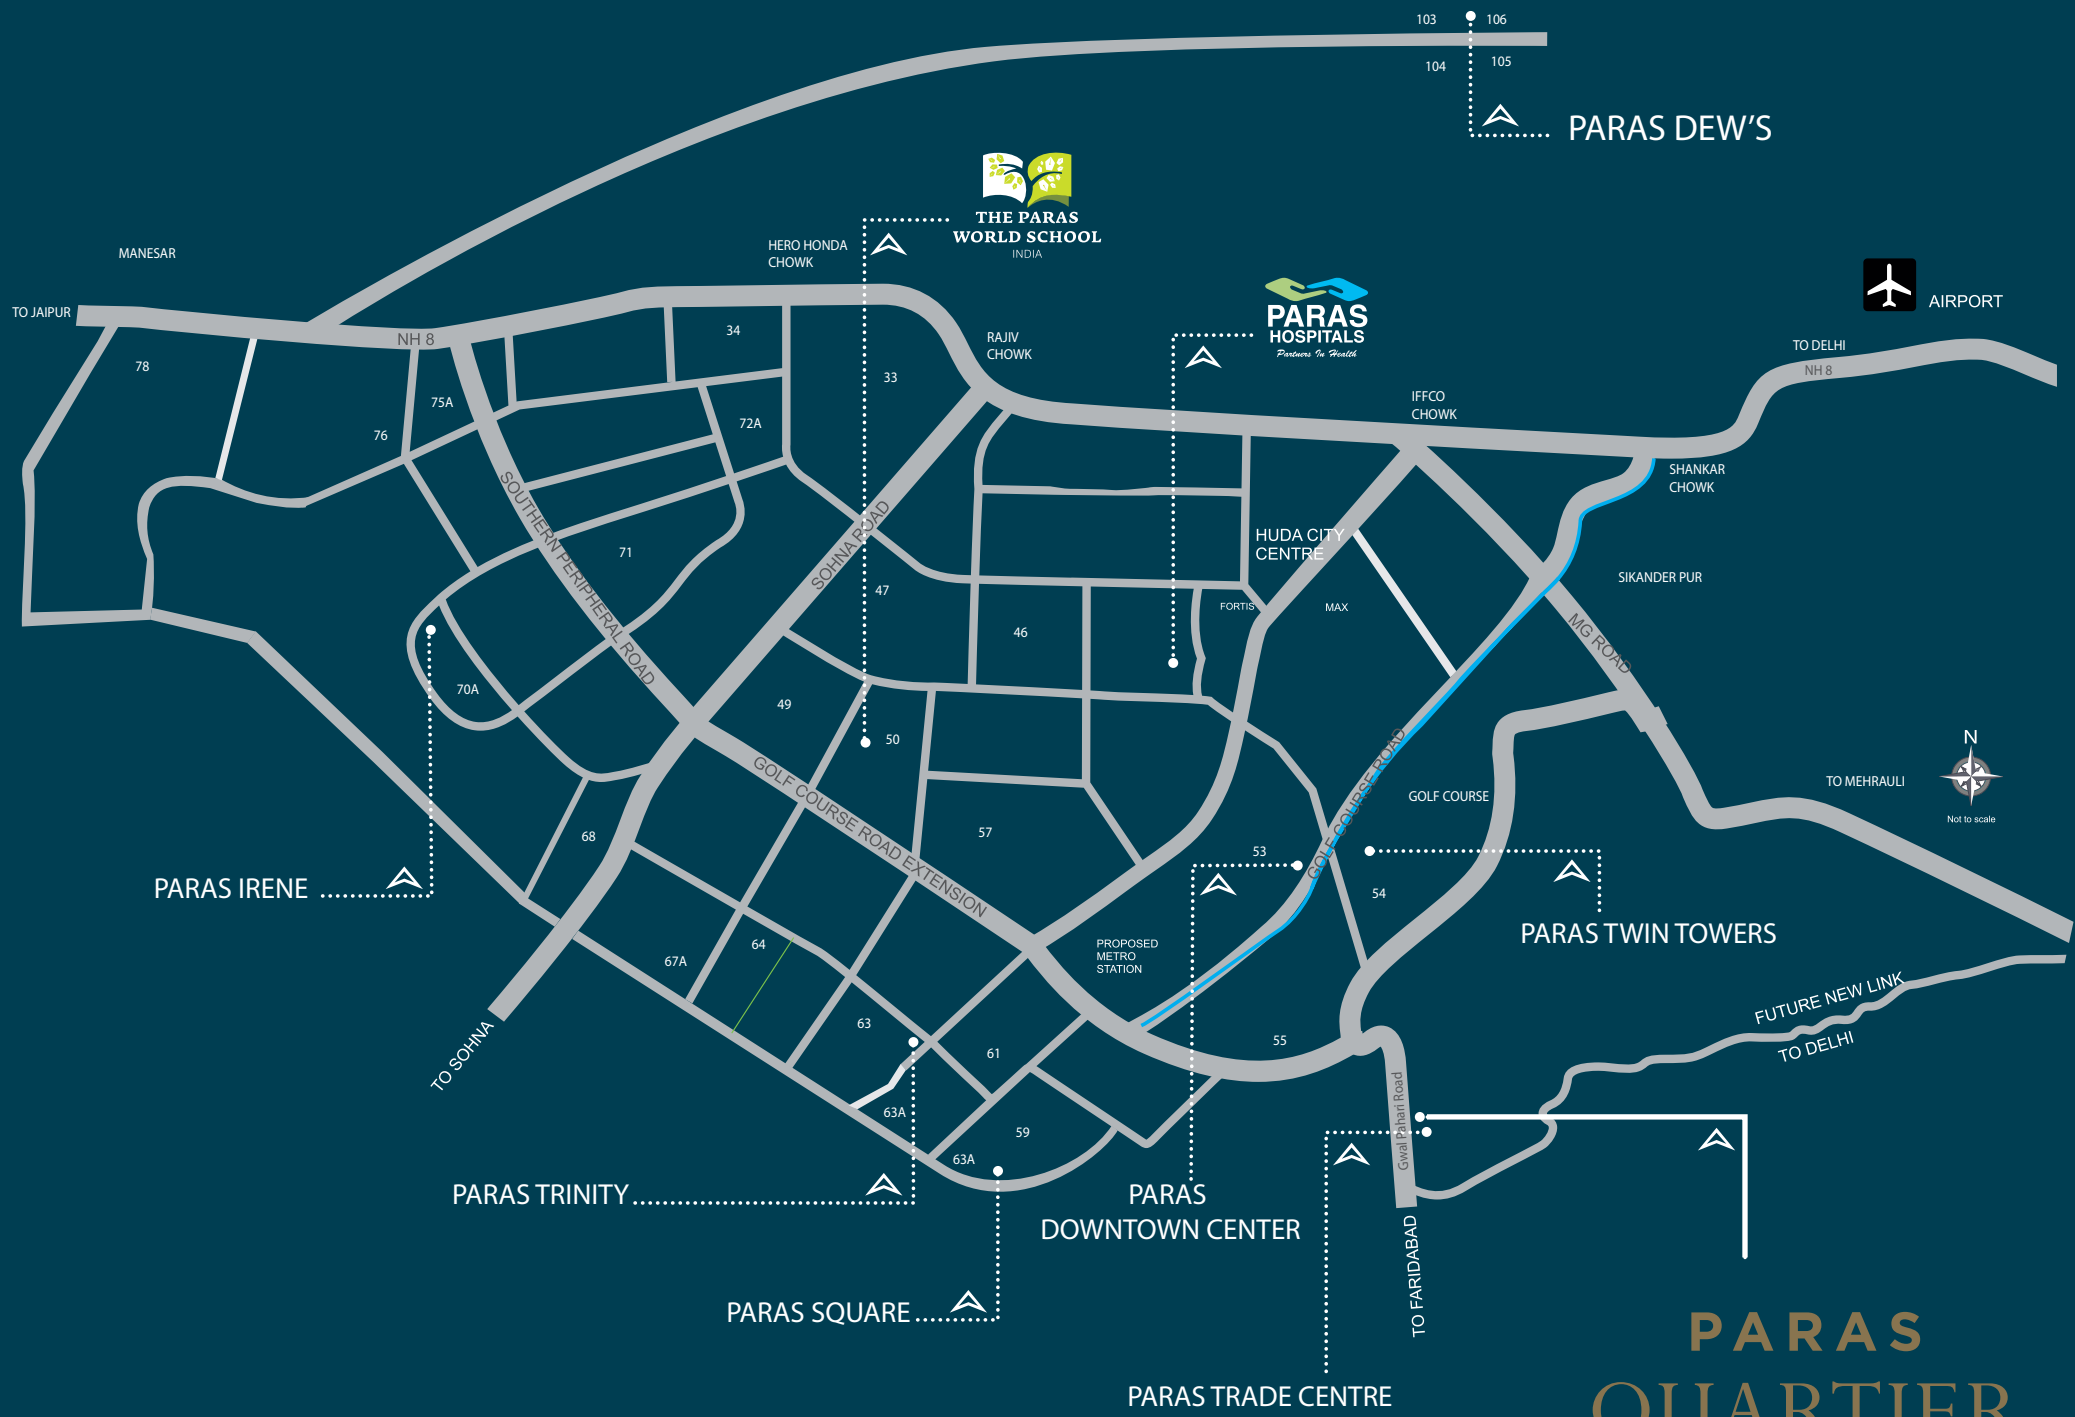 103
106
104
105
PARAS DEW'S
THE PARAS
WORLD SCHOOL
INDIA
MANESAR
HERO HONDA
CHOWK
PARAS
HOSPITALS
Partners In Health
AIRPORT
TO JAIPUR
NH 8
34
RAJIV
CHOWK
TO DELHI
NH 8
78
33
75A
72A
76
IFFCO
CHOWK
SHANKAR
CHOWK
SOUTHERN PERIPHERAL ROAD
SOHNA ROAD
HUDA CITY
CENTRE
71
SIKANDER PUR
47
FORTIS
MAX
46
MG ROAD
70A
49
50
GOLF COURSE ROAD EXTENSION
GOLF COURSE ROAD
GOLF COURSE
N
TO MEHRAULI
Not to scale
68
57
53
54
PARAS IRENE
PARAS TWIN TOWERS
64
67A
PROPOSED
METRO
STATION
FUTURE NEW LINK
TO DELHI
63
61
55
TO SOHNA
63A
59
63A
Gwal Pahari Road
PARAS TRINITY
PARAS
DOWNTOWN CENTER
TO FARIDABAD
PARAS SQUARE
PARAS TRADE CENTRE
PARAS
QUARTIER